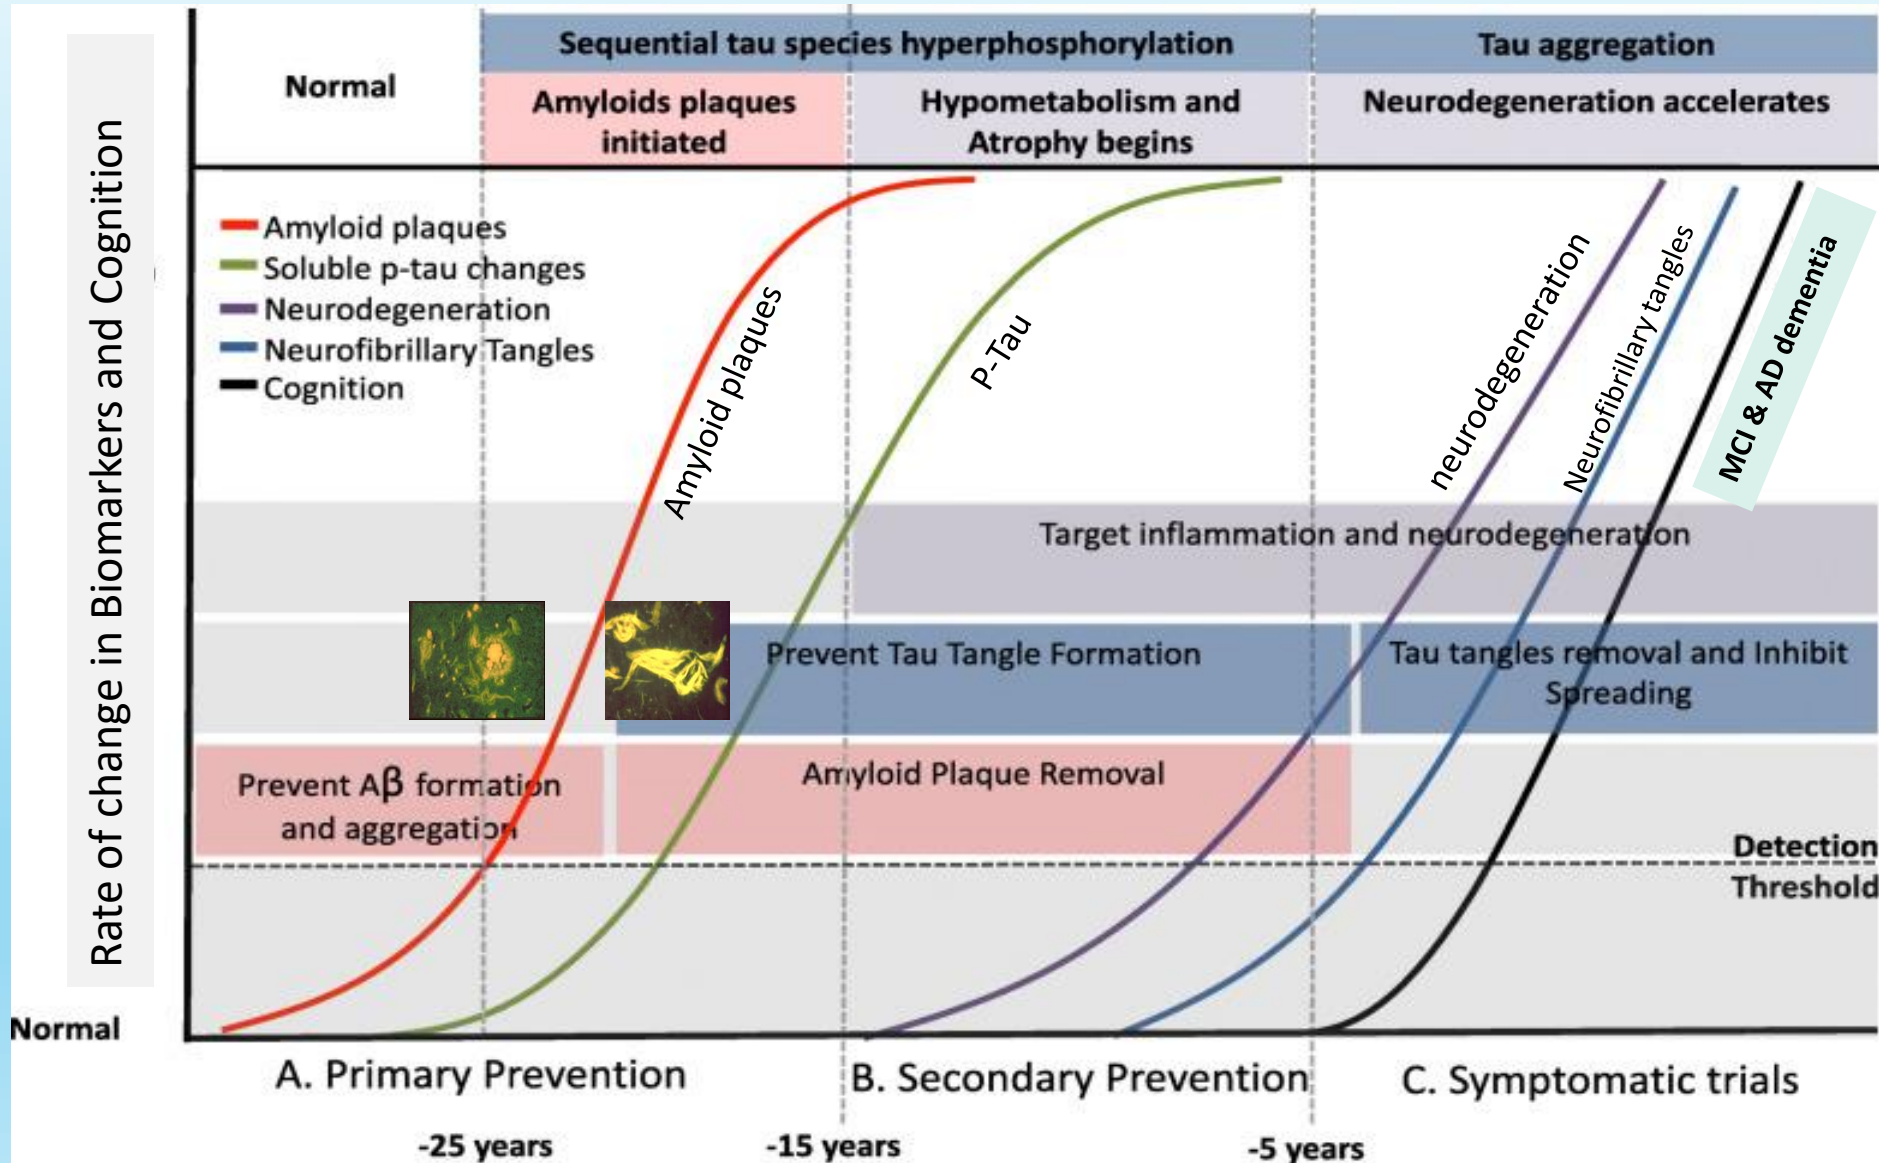 Rate of change in Biomarkers and Cognition
Normal
Sequential tau species hyperphosphorylation
Tau aggregation
Amyloids plaques
initiated
Hypometabolism and
Atrophy begins
Neurodegeneration accelerates
Amyloid plaques
Soluble p-tau changes
Neurodegeneration
Neurofibrillary Tangles
Cognition
Amyloid plaques
P-Tau
neurodegeneration
Neurofibrillary tangles
MCI & AD dementia
Target inflammation and neurodegeneration
Prevent Tau Tangle Formation
Tau tangles removal and Inhibit
Spreading
Prevent Aβ formation
and aggregation
Amyloid Plaque Removal
Detection
Threshold
Normal
A. Primary Prevention
B. Secondary Prevention
C. Symptomatic trials
-25 years
-15 years
-5 years